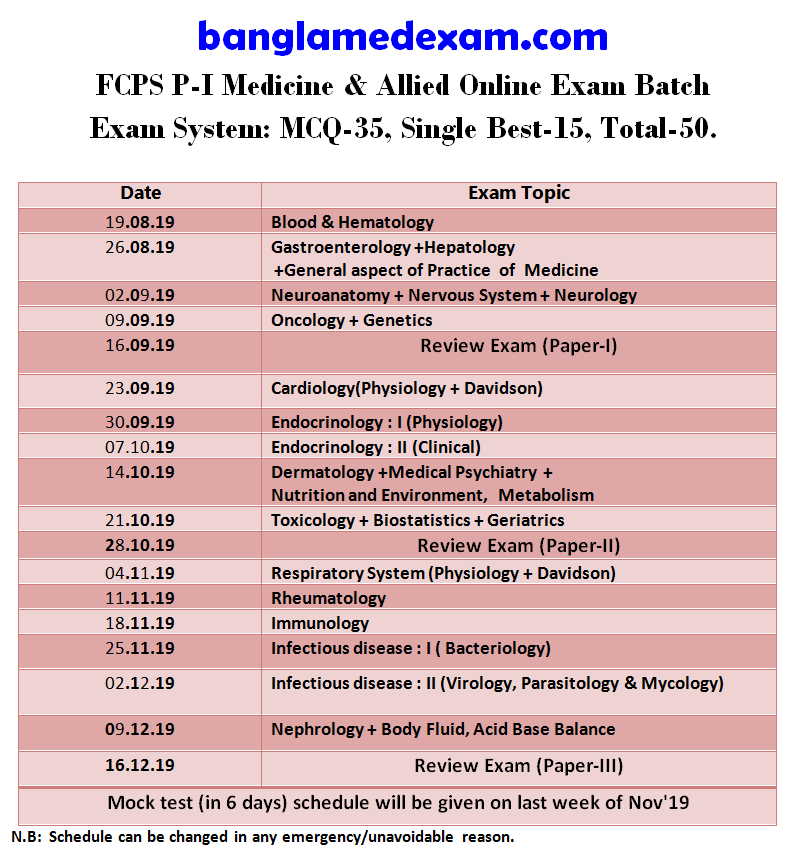 banglamedexam.com
FCPS P-I Medicine & Allied Online Exam Batch
Exam System: MCQ-35, Single Best-15, Total-50.
Date Exam Topic
19.08.19 Blood & Hematology
26.08.19 Gastroenterology +Hepatology
+General aspect of Practice of Medicine
02.09.19 Neuroanatomy + Nervous System + Neurology
09.09.19 Oncology + Genetics
16.09.19 Review Exam (Paper-I)
23.09.19 Cardiology(Physiology + Davidson)
30.09.19 Endocrinology : I (Physiology)
07.10.19 Endocrinology : II (Clinical)
14.10.19 Dermatology +Medical Psychiatry +
Nutrition and Environment, Metabolism
21.10.19 Toxicology + Biostatistics + Geriatrics
28.10.19 Review Exam (Paper-II)
04.11.19 Respiratory System (Physiology + Davidson)
11.11.19 Rheumatology
18.11.19 Immunology
25.11.19 Infectious disease : I ( Bacteriology)
02.12.19 Infectious disease : II (Virology, Parasitology & Mycology)
09.12.19 Nephrology + Body Fluid, Acid Base Balance
16.12.19 Review Exam (Paper-III)
Mock test (in 6 days) schedule will be given on last week of Nov'19
N.B: Schedule can be changed in any emergency/unavoidable reason.